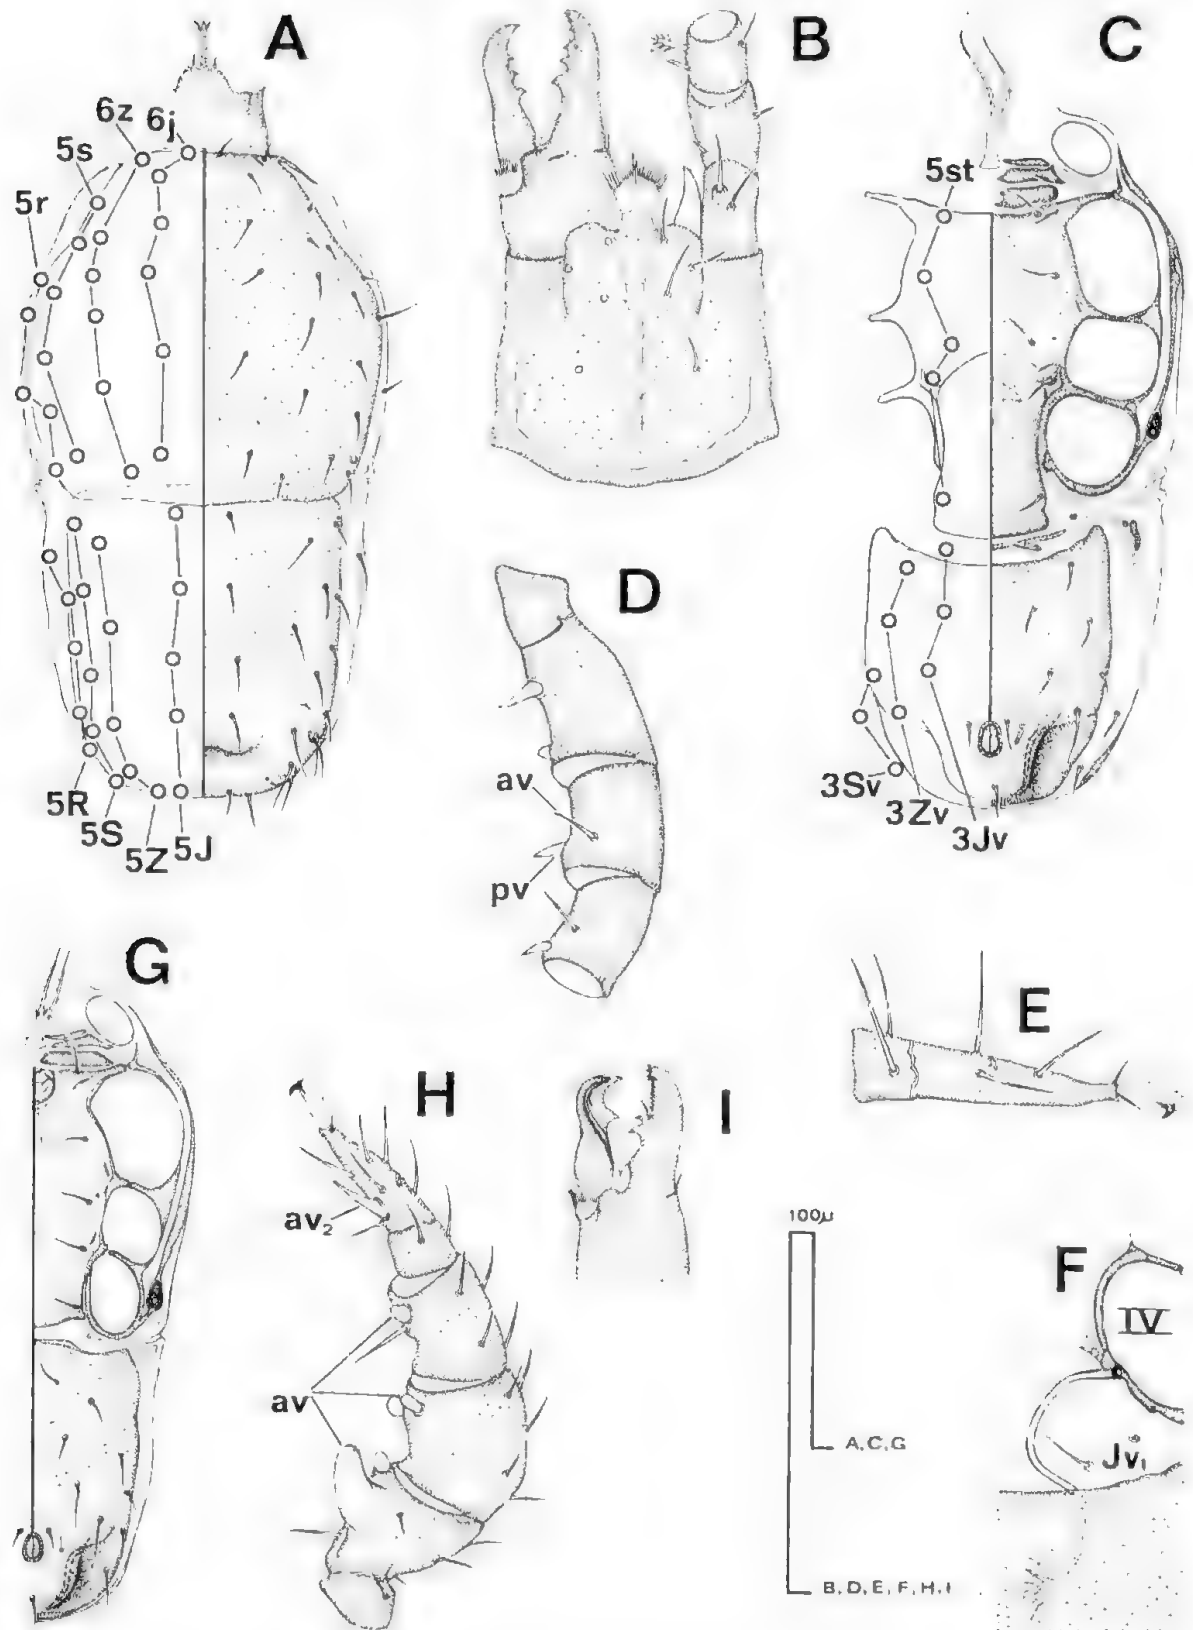 A
B
C
6z
6j
5s
5r
5st
D
av
pv
5R
5S
5Z
5J
3Sv
3Zv
3Jv
G
E
H
I
av₂
100µ
F
IV
av
A, C, G
Jv₁
B, D, E, F, H, I